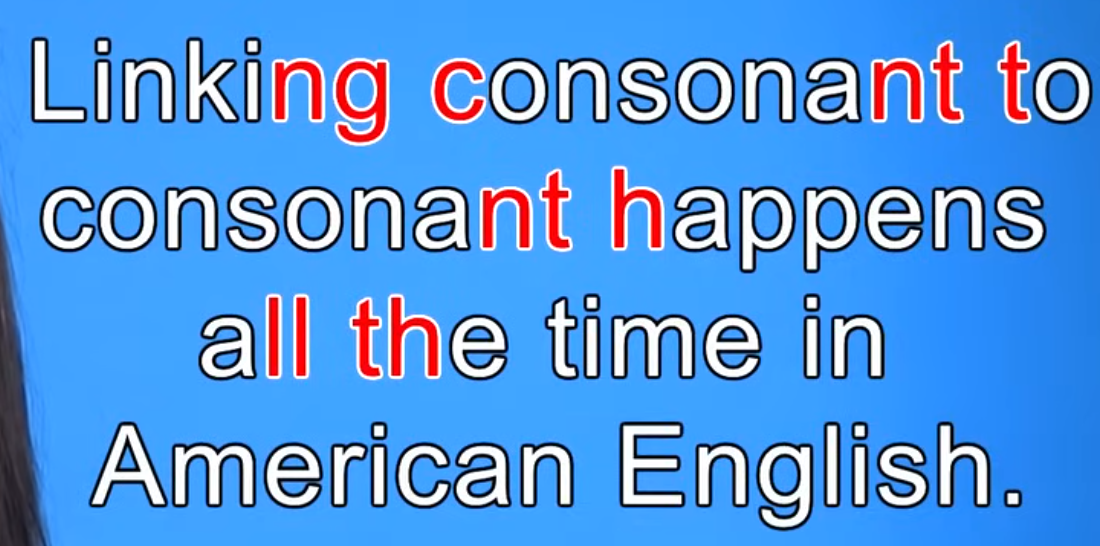 Linking consonant to
consonant happens
all the time in
American English.